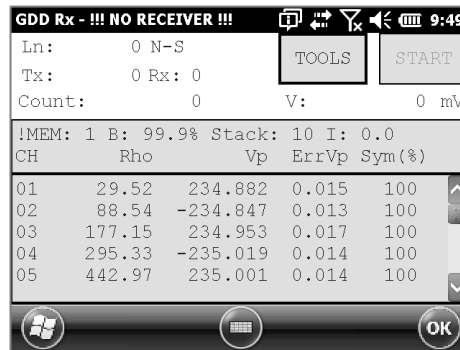 GDD Rx - !!! NO RECEIVER !!! 9:49
Ln: 0 N-S
TOOLS START
Tx: 0 Rx: 0
Count: 0 V: 0 mV
!MEM: 1 B: 99.9% Stack: 10 I: 0.0
CH Rho Vp ErrVp Sym(%)
01 29.52 234.882 0.015 100
02 88.54 -234.847 0.013 100
03 177.15 234.953 0.017 100
04 295.33 -235.019 0.014 100
05 442.97 235.001 0.014 100
OK